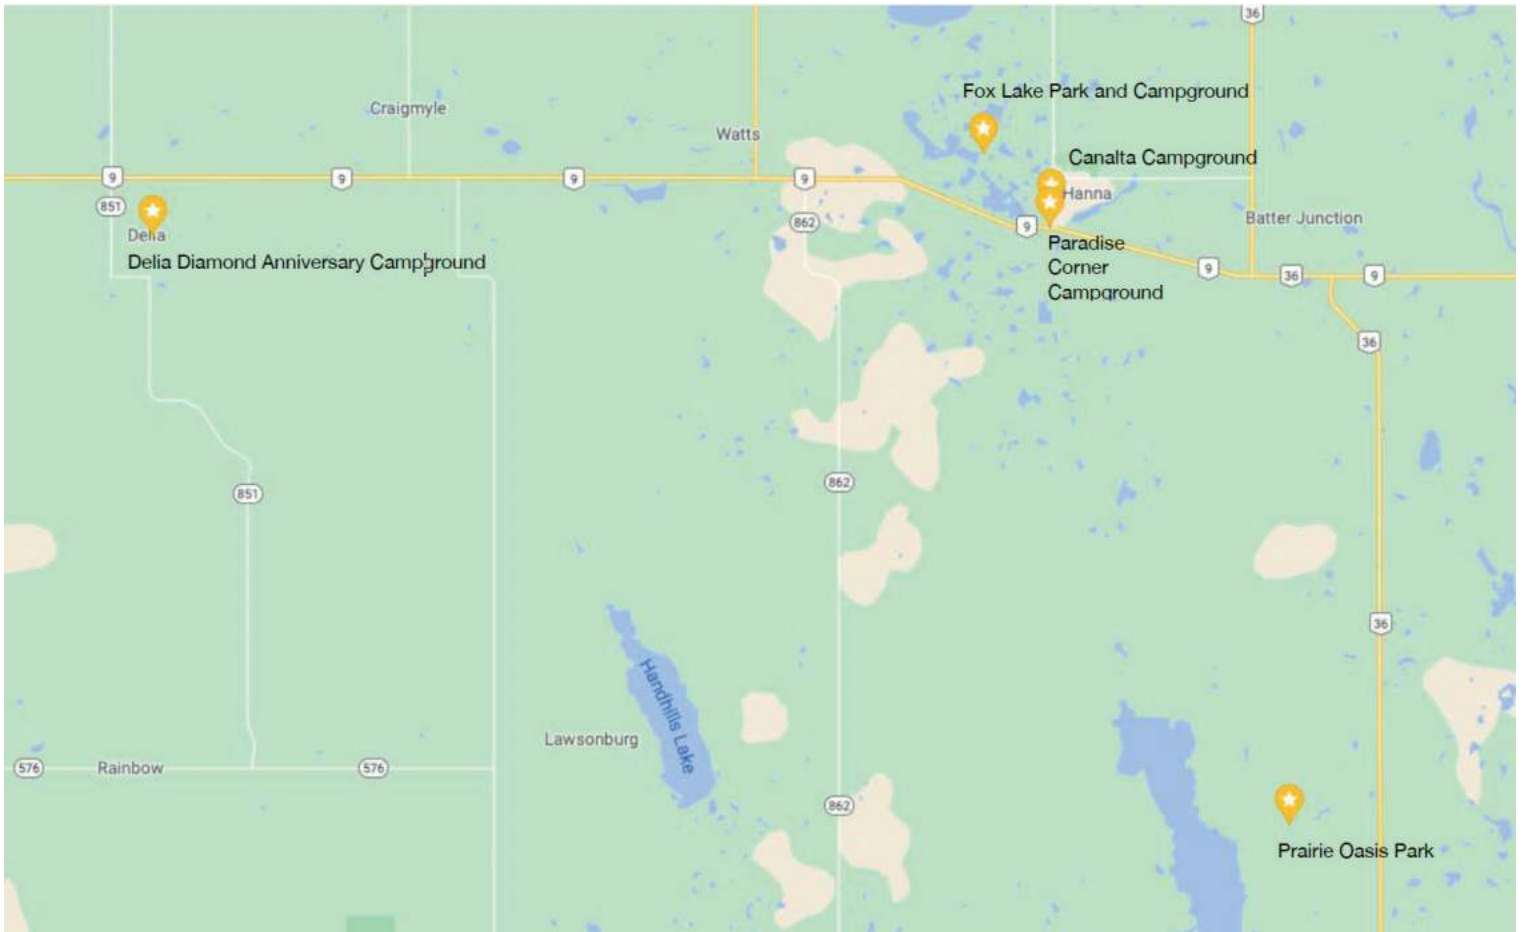 36
Fox Lake Park and Campground
Craigmyle
Watts
Canalta Campground
9
9
9
9
Hanna
851
Delia
862
9
Batter Junction
Delia Diamond Anniversary Campground
Paradise
Corner
Campground
9
36
9
36
862
851
36
Handhills Lake
Lawsonburg
576
Rainbow
576
862
Prairie Oasis Park